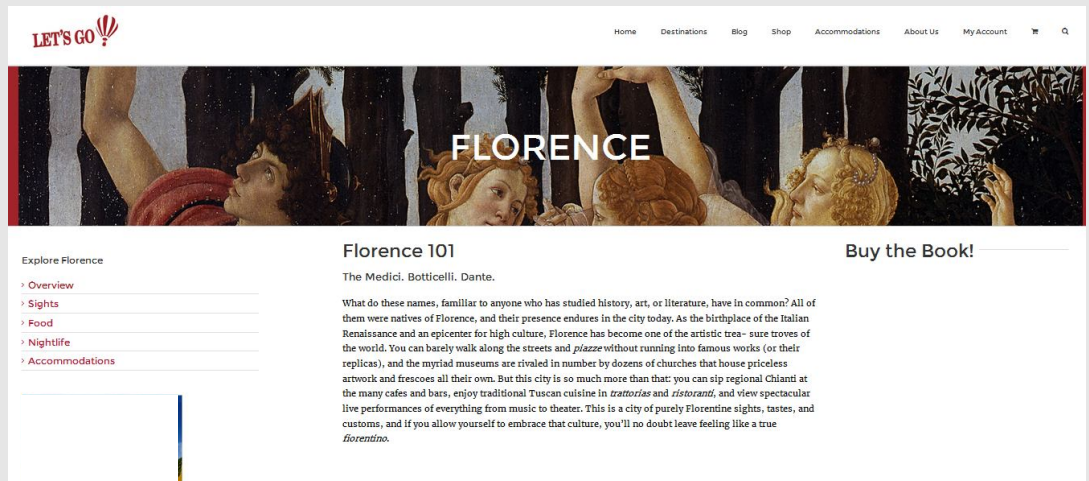 LET'S GO
Home Destinations Blog Shop Accommodations About Us My Account
FLORENCE
Explore Florence
Overview
Sights
Food
Nightlife
Accommodations
Florence 101
The Medici. Botticelli. Dante.
What do these names, familiar to anyone who has studied history, art, or literature, have in common? All of
them were natives of Florence, and their presence endures in the city today. As the birthplace of the Italian
Renaissance and an epicenter for high culture, Florence has become one of the artistic trea– sure troves of
the world. You can barely walk along the streets and piazze without running into famous works (or their
replicas), and the myriad museums are rivaled in number by dozens of churches that house priceless
artwork and frescoes all their own. But this city is so much more than that: you can sip regional Chianti at
the many cafes and bars, enjoy traditional Tuscan cuisine in trattorias and ristoranti, and view spectacular
live performances of everything from music to theater. This is a city of purely Florentine sights, tastes, and
customs, and if you allow yourself to embrace that culture, you'll no doubt leave feeling like a true
fiorentino.
Buy the Book!